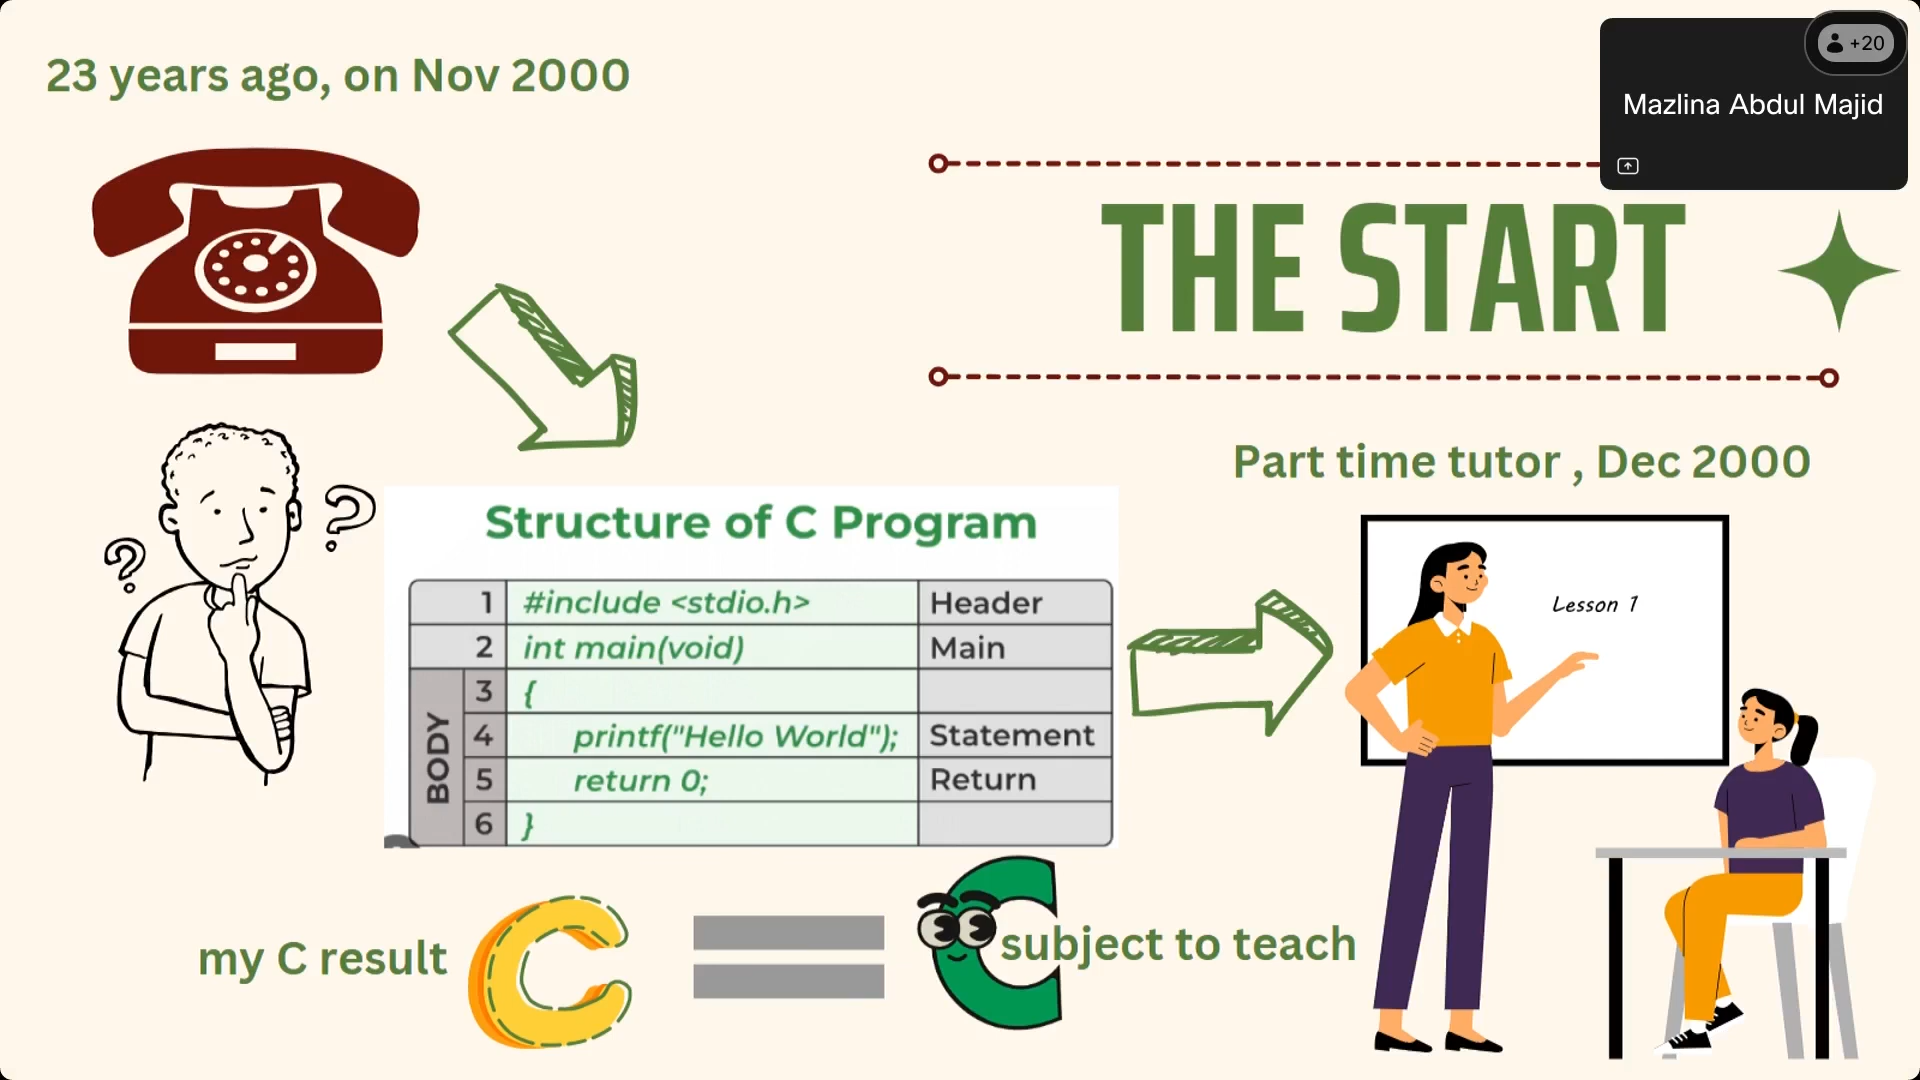 23 years ago, on Nov 2000
+20
Mazlina Abdul Majid
THE START
Part time tutor , Dec 2000
Lesson 1
? ?
Structure of C Program
1 #include <stdio.h> Header
2 int main(void) Main
BODY
3 {
4 printf("Hello World"); Statement
5 return 0; Return
6 }
my C result C = C subject to teach